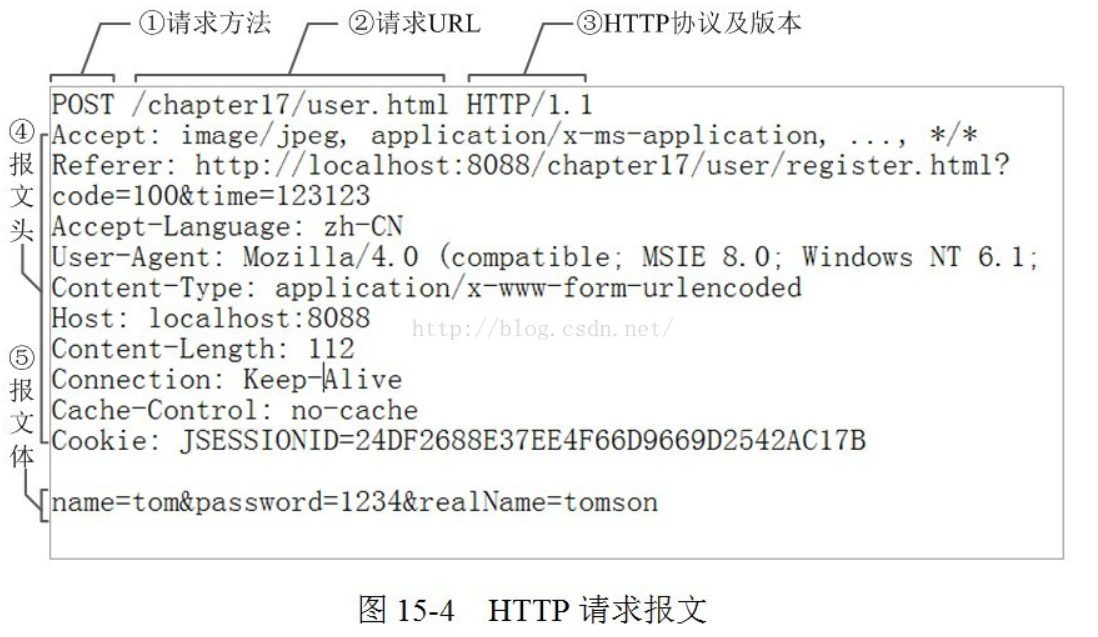 ①请求方法 ②请求URL ③HTTP协议及版本
POST /chapter17/user.html HTTP/1.1
④报文头
Accept: image/jpeg, application/x-ms-application, ..., */*
Referer: http://localhost:8088/chapter17/user/register.html?
code=100&time=123123
Accept-Language: zh-CN
User-Agent: Mozilla/4.0 (compatible; MSIE 8.0; Windows NT 6.1;
Content-Type: application/x-www-form-urlencoded
Host: localhost:8088
http://blog.csdn.net/
Content-Length: 112
Connection: Keep-Alive
Cache-Control: no-cache
Cookie: JSESSIONID=24DF2688E37EE4F66D9669D2542AC17B
⑤报文体
name=tom&password=1234&realName=tomson
图 15-4 HTTP 请求报文